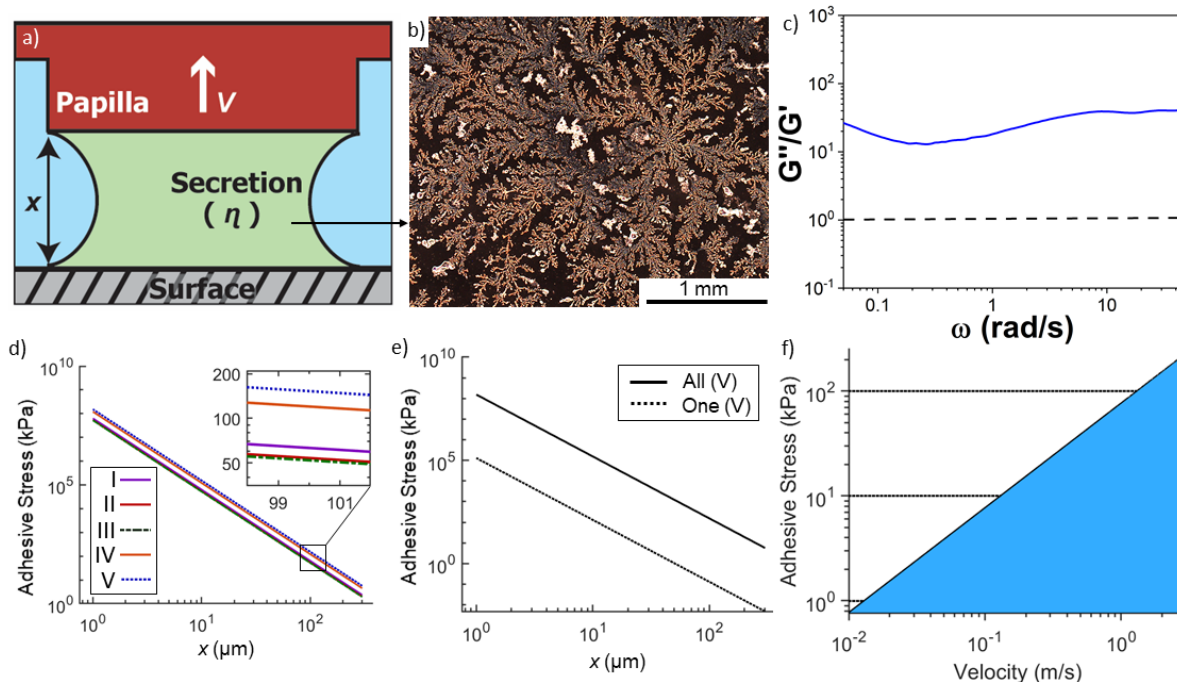 a)
Papilla
V
x
Secretion
( η )
Surface
b)
1 mm
c)
G''/G'
10³
10²
10¹
10⁰
10⁻¹
0.1
1
10
ω (rad/s)
d)
Adhesive Stress (kPa)
10¹⁰
10⁵
10⁰
200
100
50
99
101
I
II
III
IV
V
10⁰
10¹
10²
x (μm)
e)
Adhesive Stress (kPa)
10¹⁰
10⁵
10⁰
All (V)
One (V)
10⁰
10¹
10²
x (μm)
f)
Adhesive Stress (kPa)
10²
10¹
10⁰
10⁻²
10⁻¹
10⁰
Velocity (m/s)